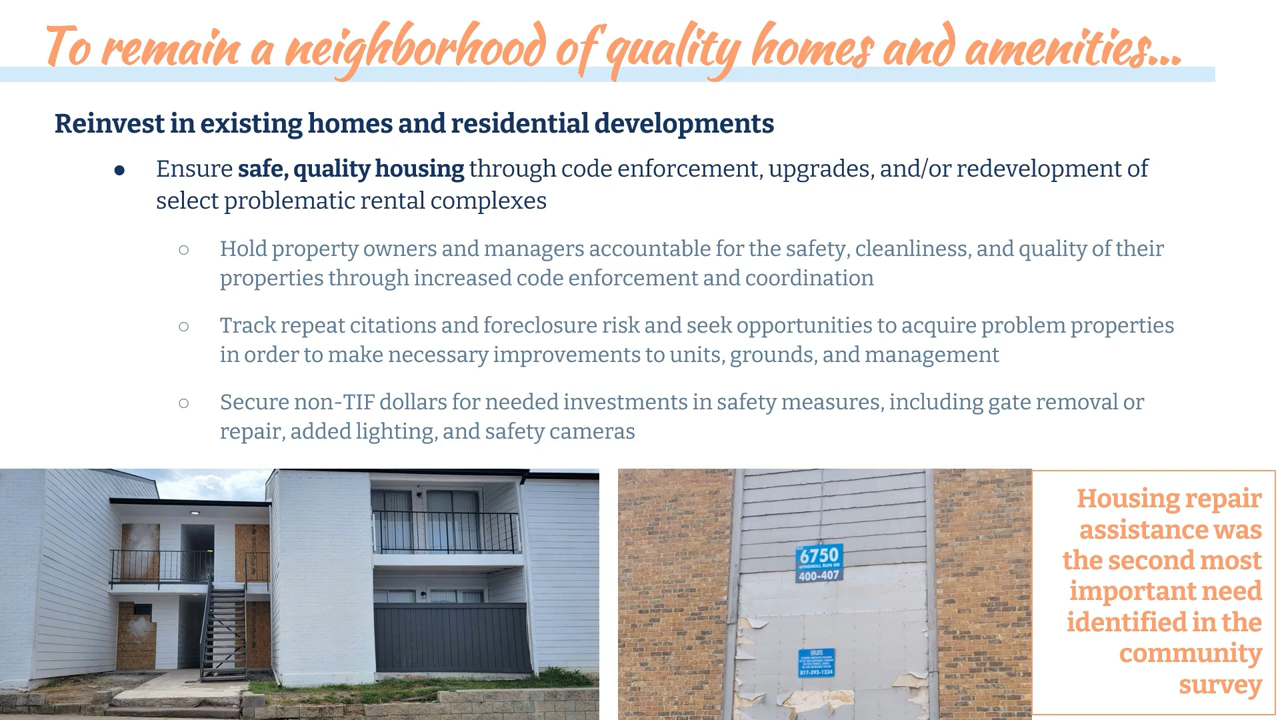 To remain a neighborhood of quality homes and amenities...
Reinvest in existing homes and residential developments
● Ensure safe, quality housing through code enforcement, upgrades, and/or redevelopment of
select problematic rental complexes
○ Hold property owners and managers accountable for the safety, cleanliness, and quality of their
properties through increased code enforcement and coordination
○ Track repeat citations and foreclosure risk and seek opportunities to acquire problem properties
in order to make necessary improvements to units, grounds, and management
○ Secure non-TIF dollars for needed investments in safety measures, including gate removal or
repair, added lighting, and safety cameras
6750
400-407
817-392-1234
Housing repair
assistance was
the second most
important need
identified in the
community
survey